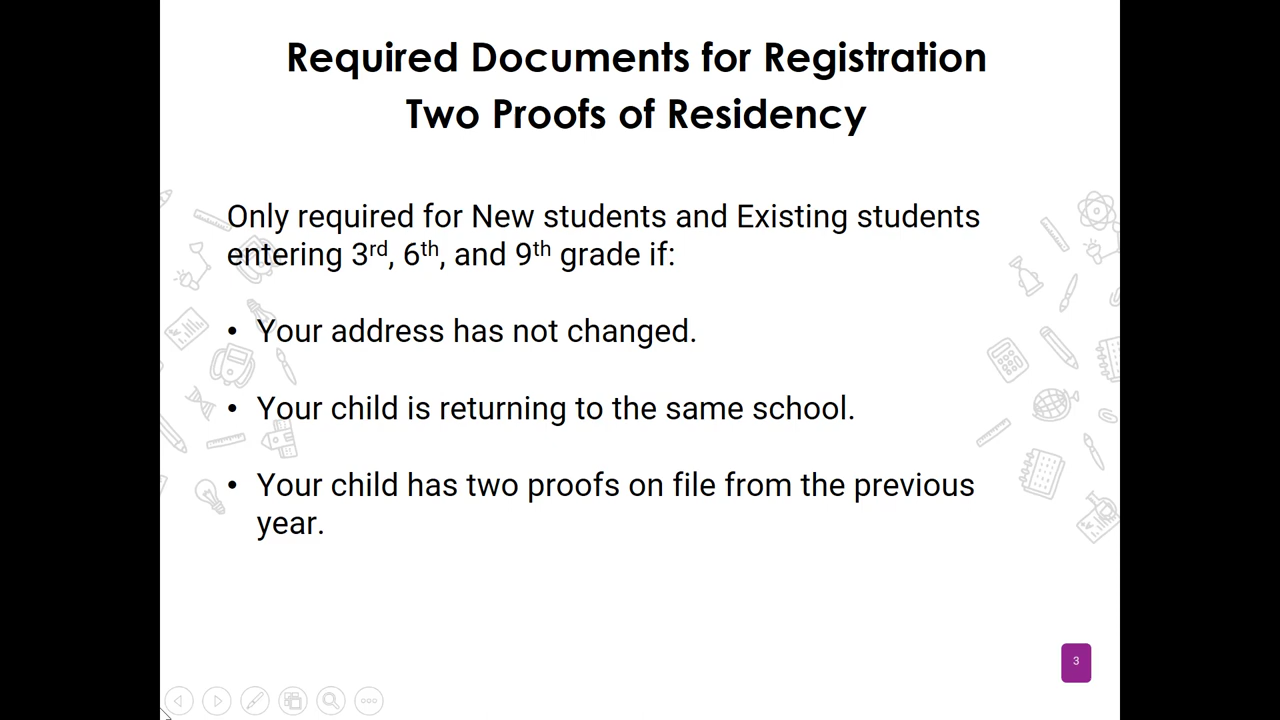 Required Documents for Registration
Two Proofs of Residency
Only required for New students and Existing students
entering 3rd, 6th, and 9th grade if:
• Your address has not changed.
• Your child is returning to the same school.
• Your child has two proofs on file from the previous
year.
3